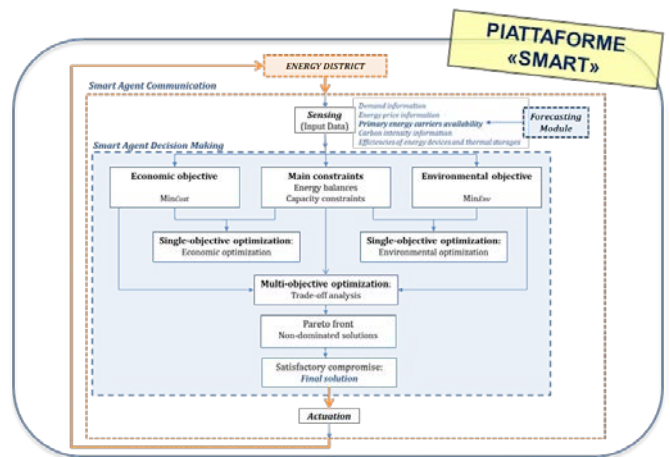 PIATTAFORME
«SMART»
ENERGY DISTRICT
Smart Agent Communication
Sensing
(Input Data)
Demand information
Energy price information
Primary energy carriers availability
Carbon intensity information
Efficiencies of energy devices and thermal storages
Forecasting
Module
Smart Agent Decision Making
Economic objective
MinCost
Main constraints
Energy balances
Capacity constraints
Environmental objective
MinEnv
Single-objective optimization:
Economic optimization
Single-objective optimization:
Environmental optimization
Multi-objective optimization:
Trade-off analysis
Pareto front
Non-dominated solutions
Satisfactory compromise:
Final solution
Actuation